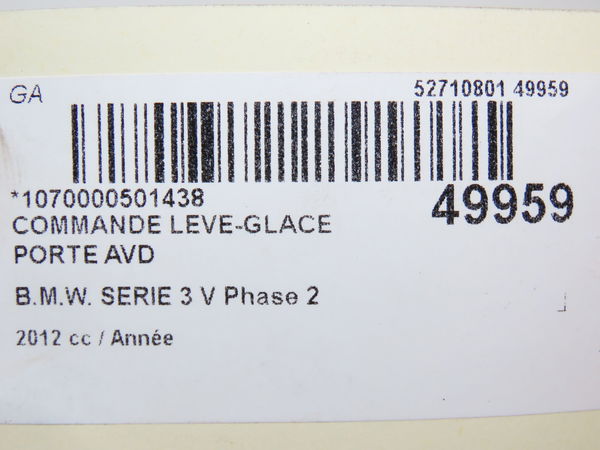 GA
52710801 49959
*1070000501438
49959
COMMANDE LEVE-GLACE
PORTE AVD
B.M.W. SERIE 3 V Phase 2
2012 cc / Année